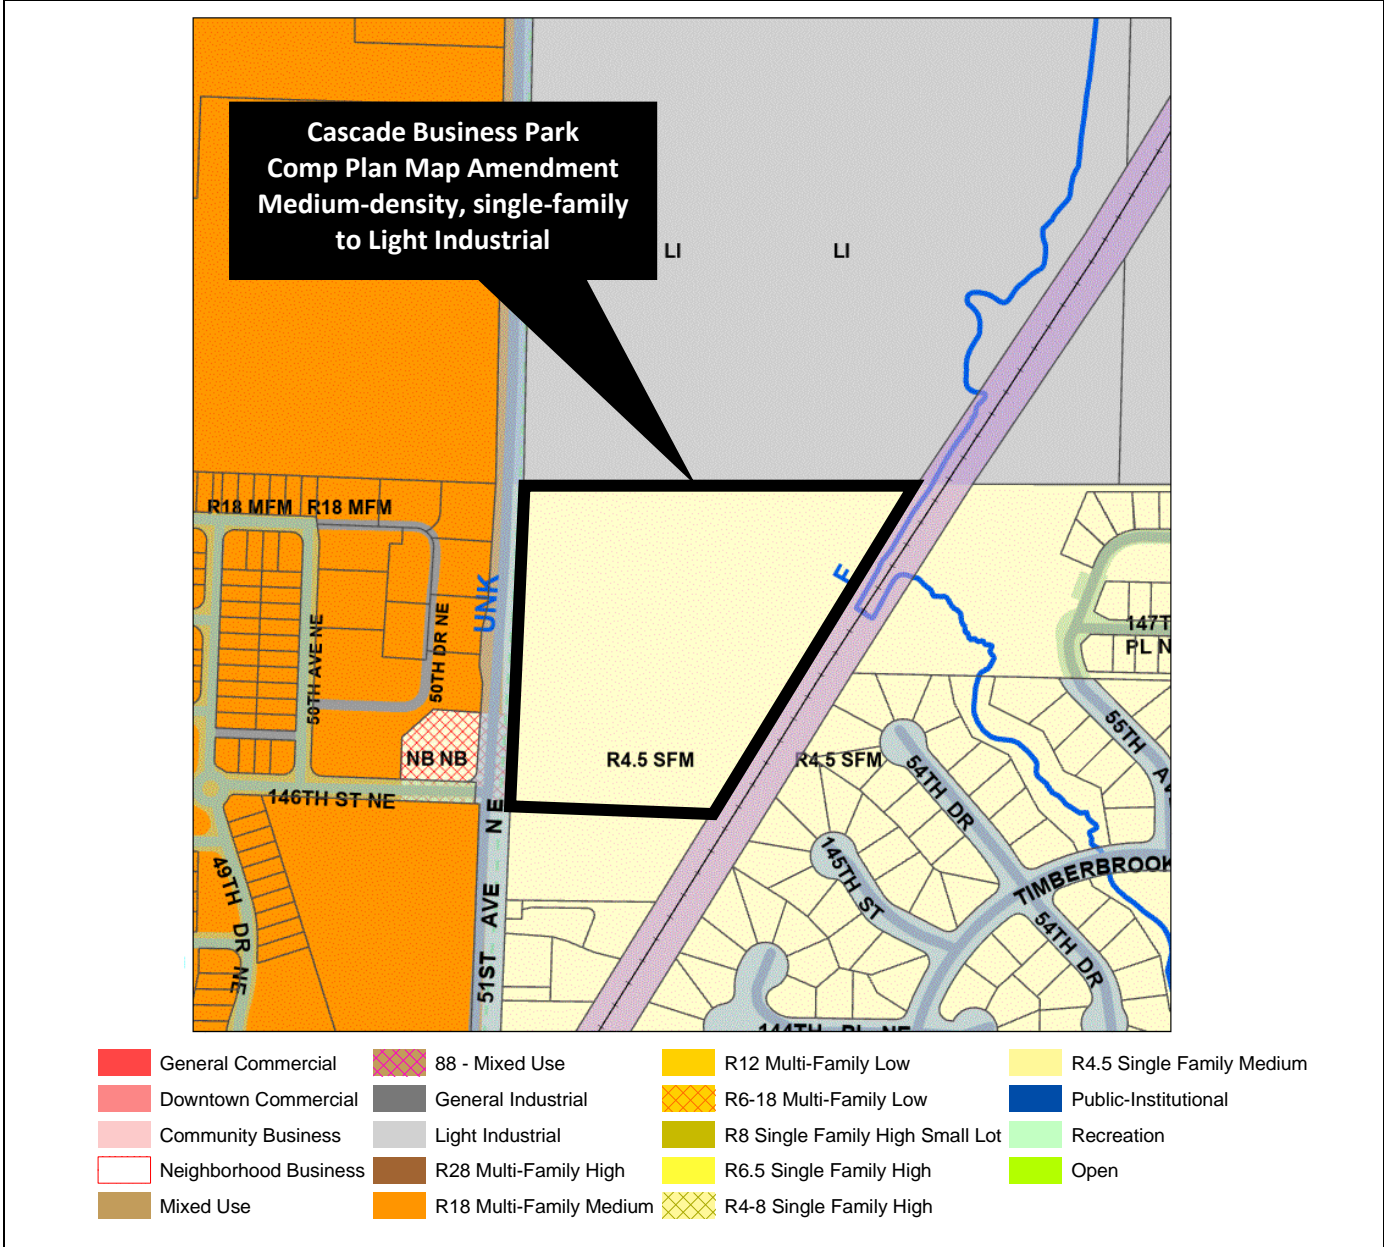 Cascade Business Park
Comp Plan Map Amendment
Medium-density, single-family
to Light Industrial
LI
LI
R18 MFM
R18 MFM
UNK
F
50TH AVE NE
50TH DR NE
147T
PL N
NB NB
R4.5 SFM
R4.5 SFM
55TH AV
146TH ST NE
54TH DR
145TH ST
49TH DR NE
51ST AVE NE
TIMBERBROOK
54TH DR
144TH PL NE
General Commercial
Downtown Commercial
Community Business
Neighborhood Business
Mixed Use
88 - Mixed Use
General Industrial
Light Industrial
R28 Multi-Family High
R18 Multi-Family Medium
R12 Multi-Family Low
R6-18 Multi-Family Low
R8 Single Family High Small Lot
R6.5 Single Family High
R4-8 Single Family High
R4.5 Single Family Medium
Public-Institutional
Recreation
Open